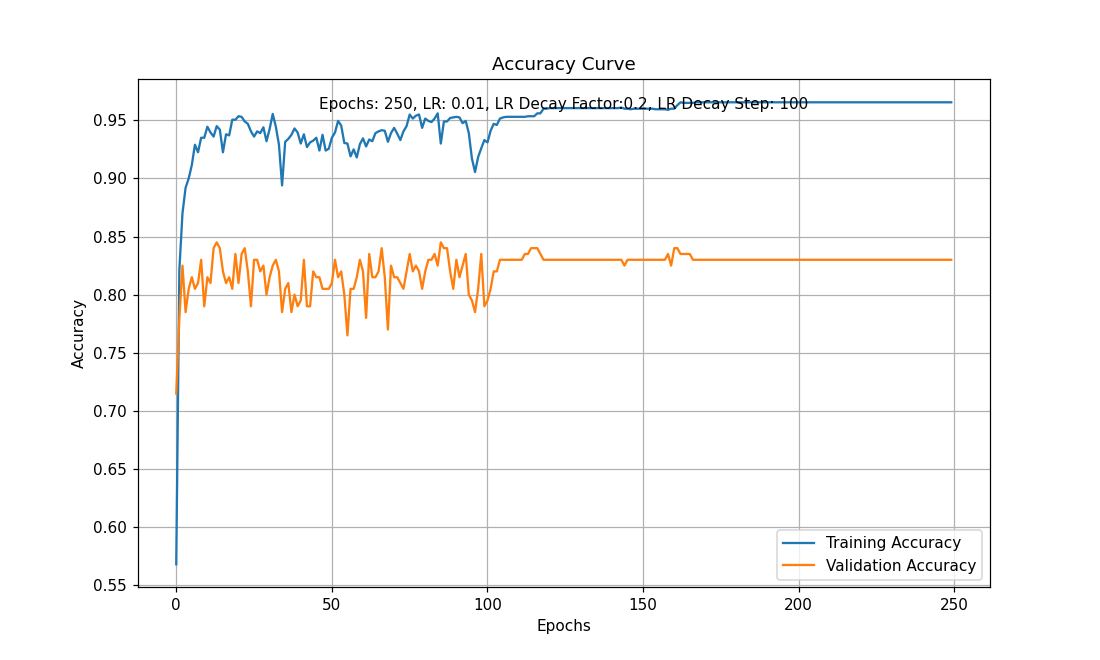 Accuracy Curve
Epochs: 250, LR: 0.01, LR Decay Factor:0.2, LR Decay Step: 100
0.95
0.90
0.85
0.80
0.75
0.70
0.65
0.60
0.55
Accuracy
Training Accuracy
Validation Accuracy
0 50 100 150 200 250
Epochs